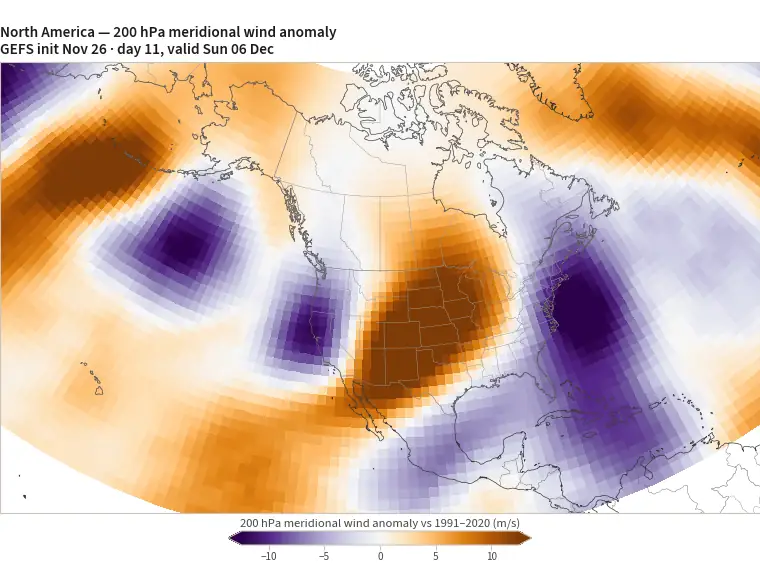 North America — 200 hPa meridional wind anomaly
GEFS init Nov 26 · day 11, valid Sun 06 Dec
200 hPa meridional wind anomaly vs 1991–2020 (m/s)
−10 −5 0 5 10